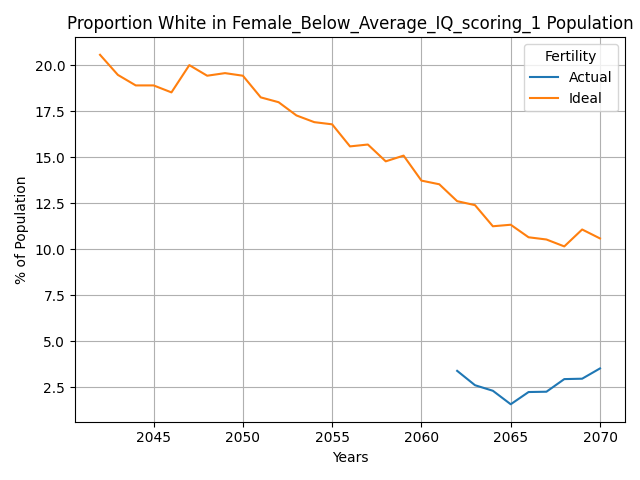 Proportion White in Female_Below_Average_IQ_scoring_1 Population
Fertility
Actual
Ideal
% of Population
20.0
17.5
15.0
12.5
10.0
7.5
5.0
2.5
2045 2050 2055 2060 2065 2070
Years